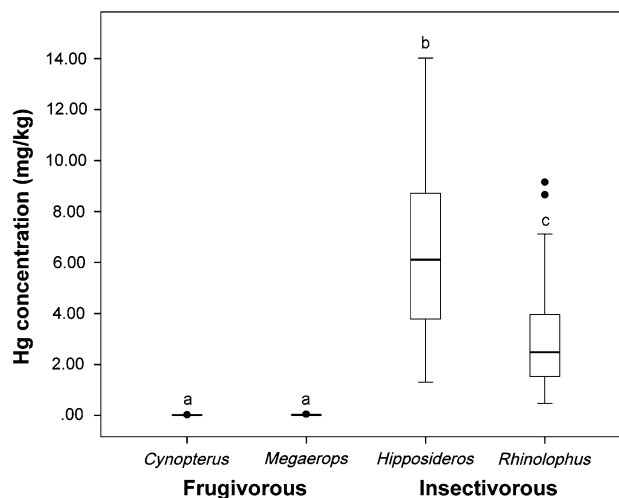 b
14.00
12.00
10.00
8.00
c
6.00
4.00
2.00
a a
.00
Hg concentration (mg/kg)
Cynopterus Megaerops Hipposideros Rhinolophus
Frugivorous Insectivorous